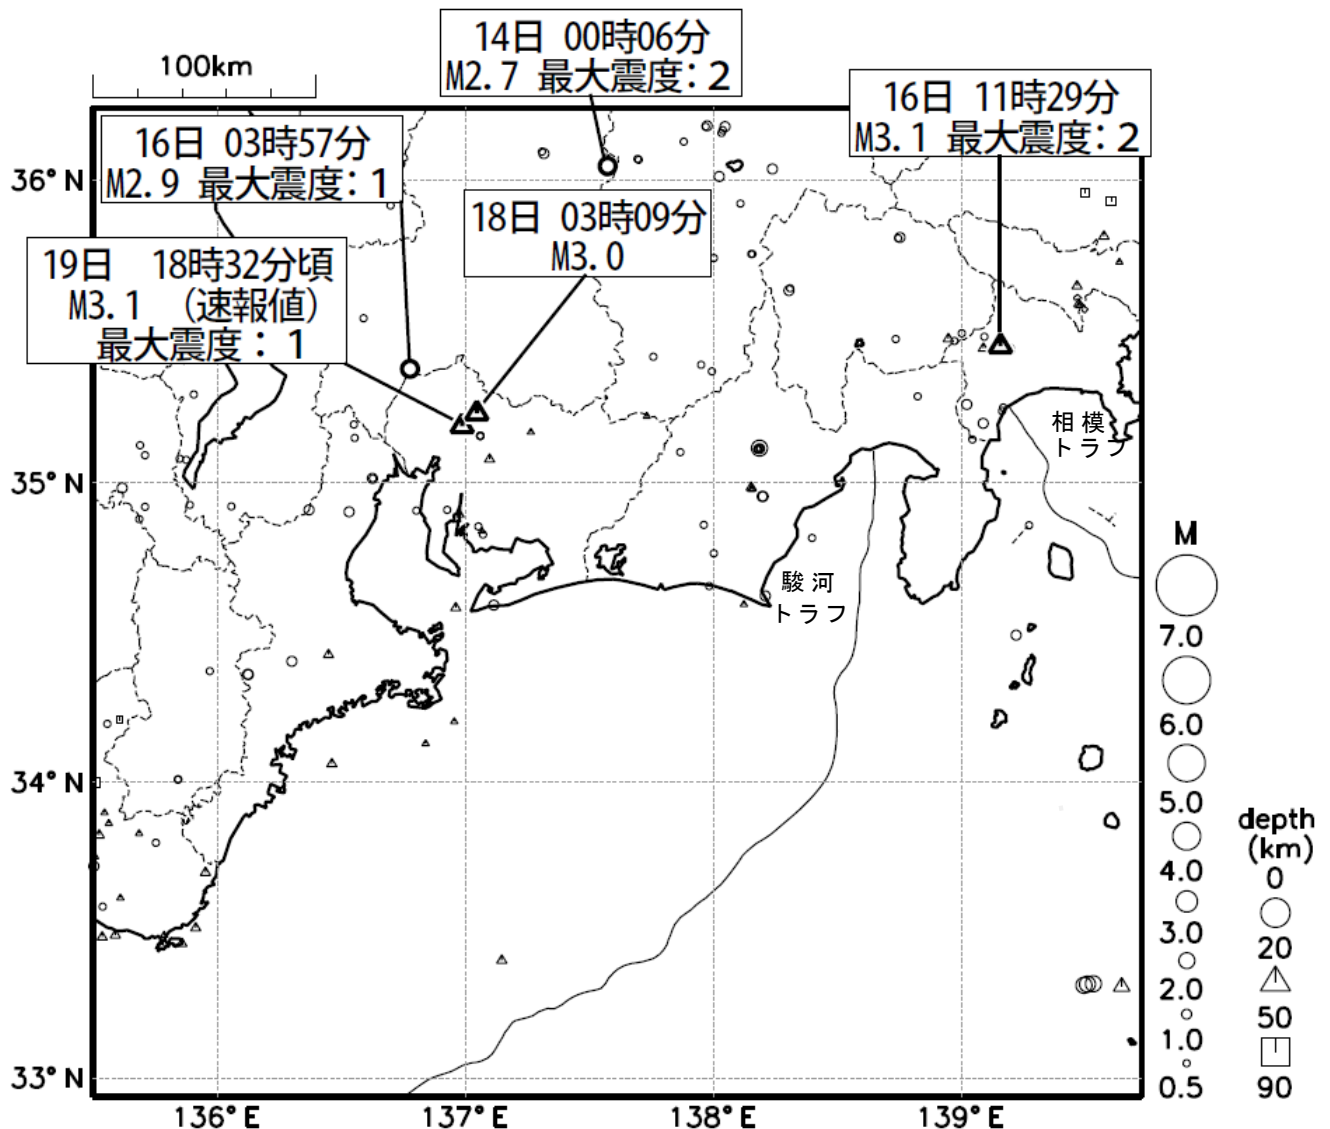 100km
14日 00時06分
M2.7 最大震度：2
16日 11時29分
M3.1 最大震度：2
16日 03時57分
M2.9 最大震度：1
18日 03時09分
M3.0
19日 18時32分頃
M3.1 （速報値）
最大震度：1
36°N
35°N
34°N
33°N
136°E
137°E
138°E
139°E
相模
トラフ
駿河
トラフ
M
7.0
6.0
5.0
4.0
3.0
2.0
1.0
0.5
depth
(km)
0
20
50
90